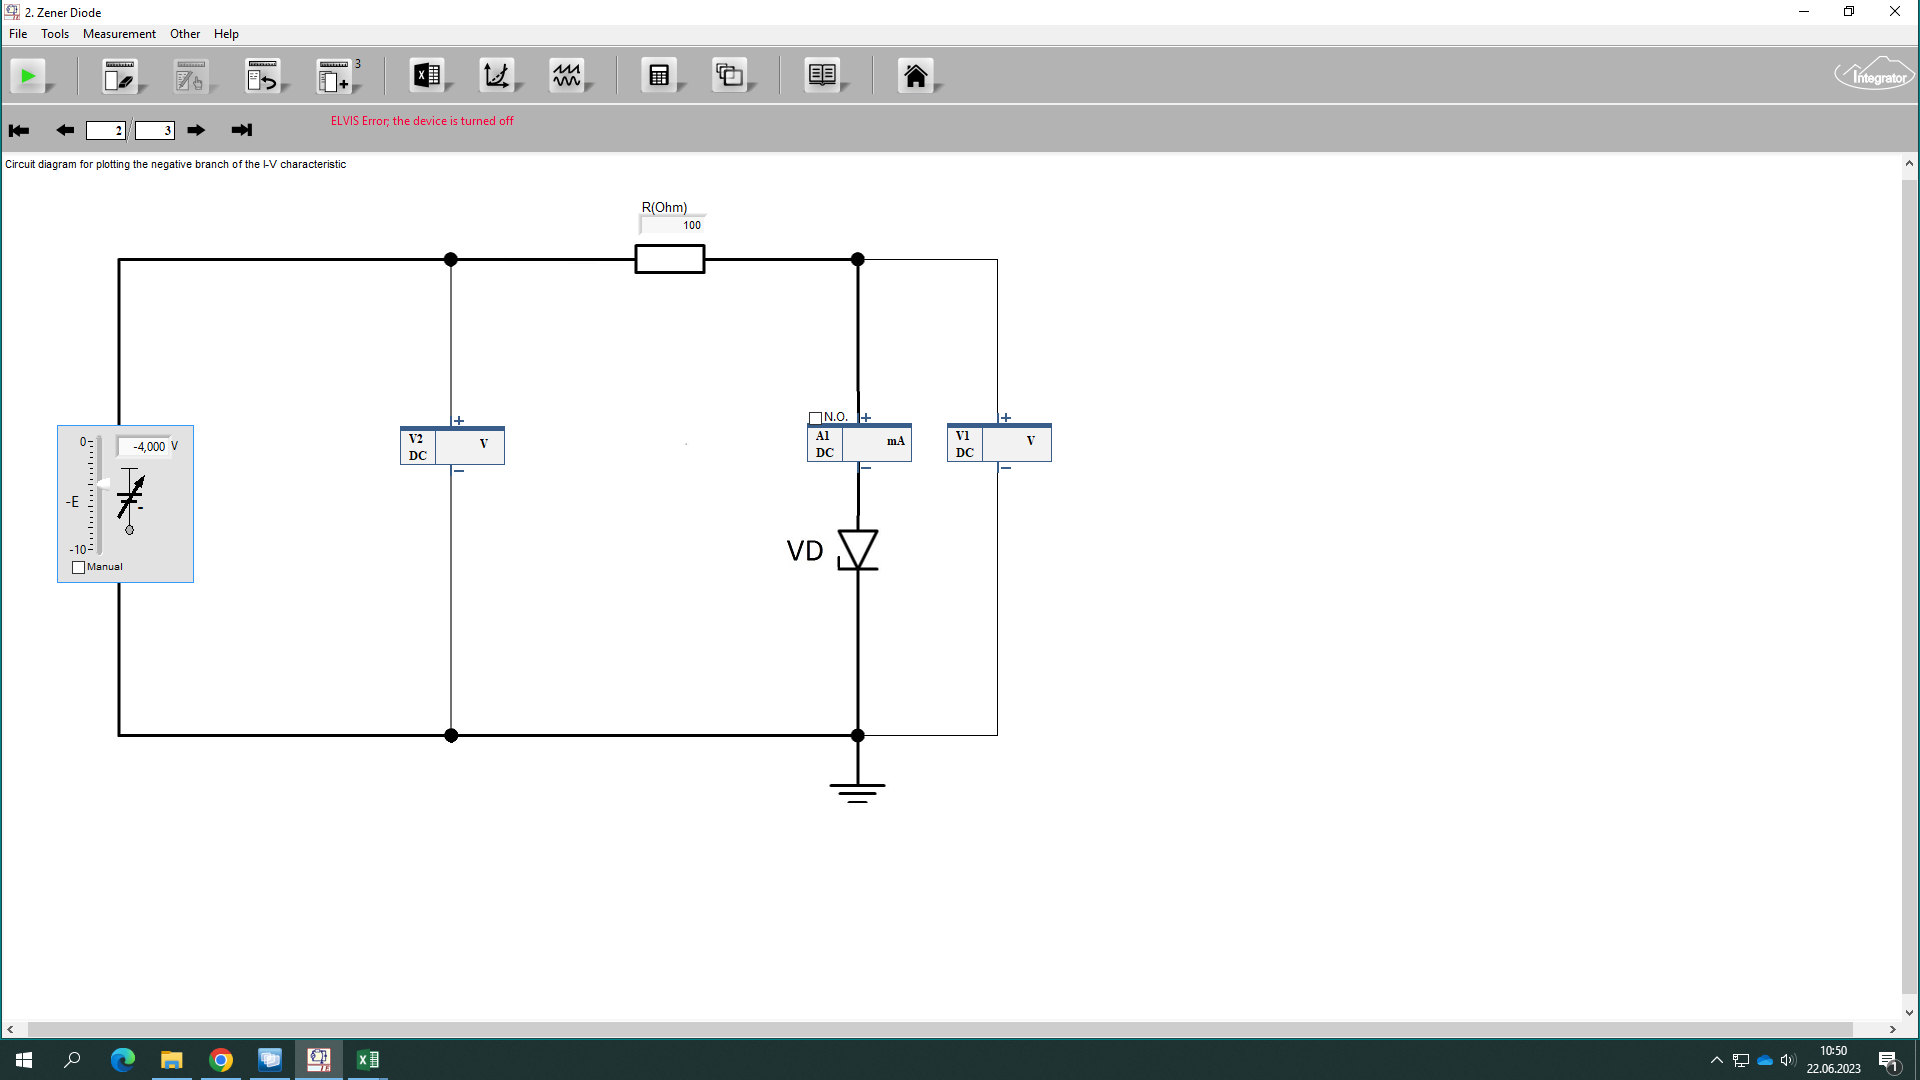 2. Zener Diode
File Tools Measurement Other Help
3
Integrator
2 / 3
ELVIS Error; the device is turned off
Circuit diagram for plotting the negative branch of the I-V characteristic
R(Ohm)
100
0
-4,000 V
-E
-10
Manual
V2
DC
V
N.O.
A1
DC
mA
V1
DC
V
VD
10:50
22.06.2023
1